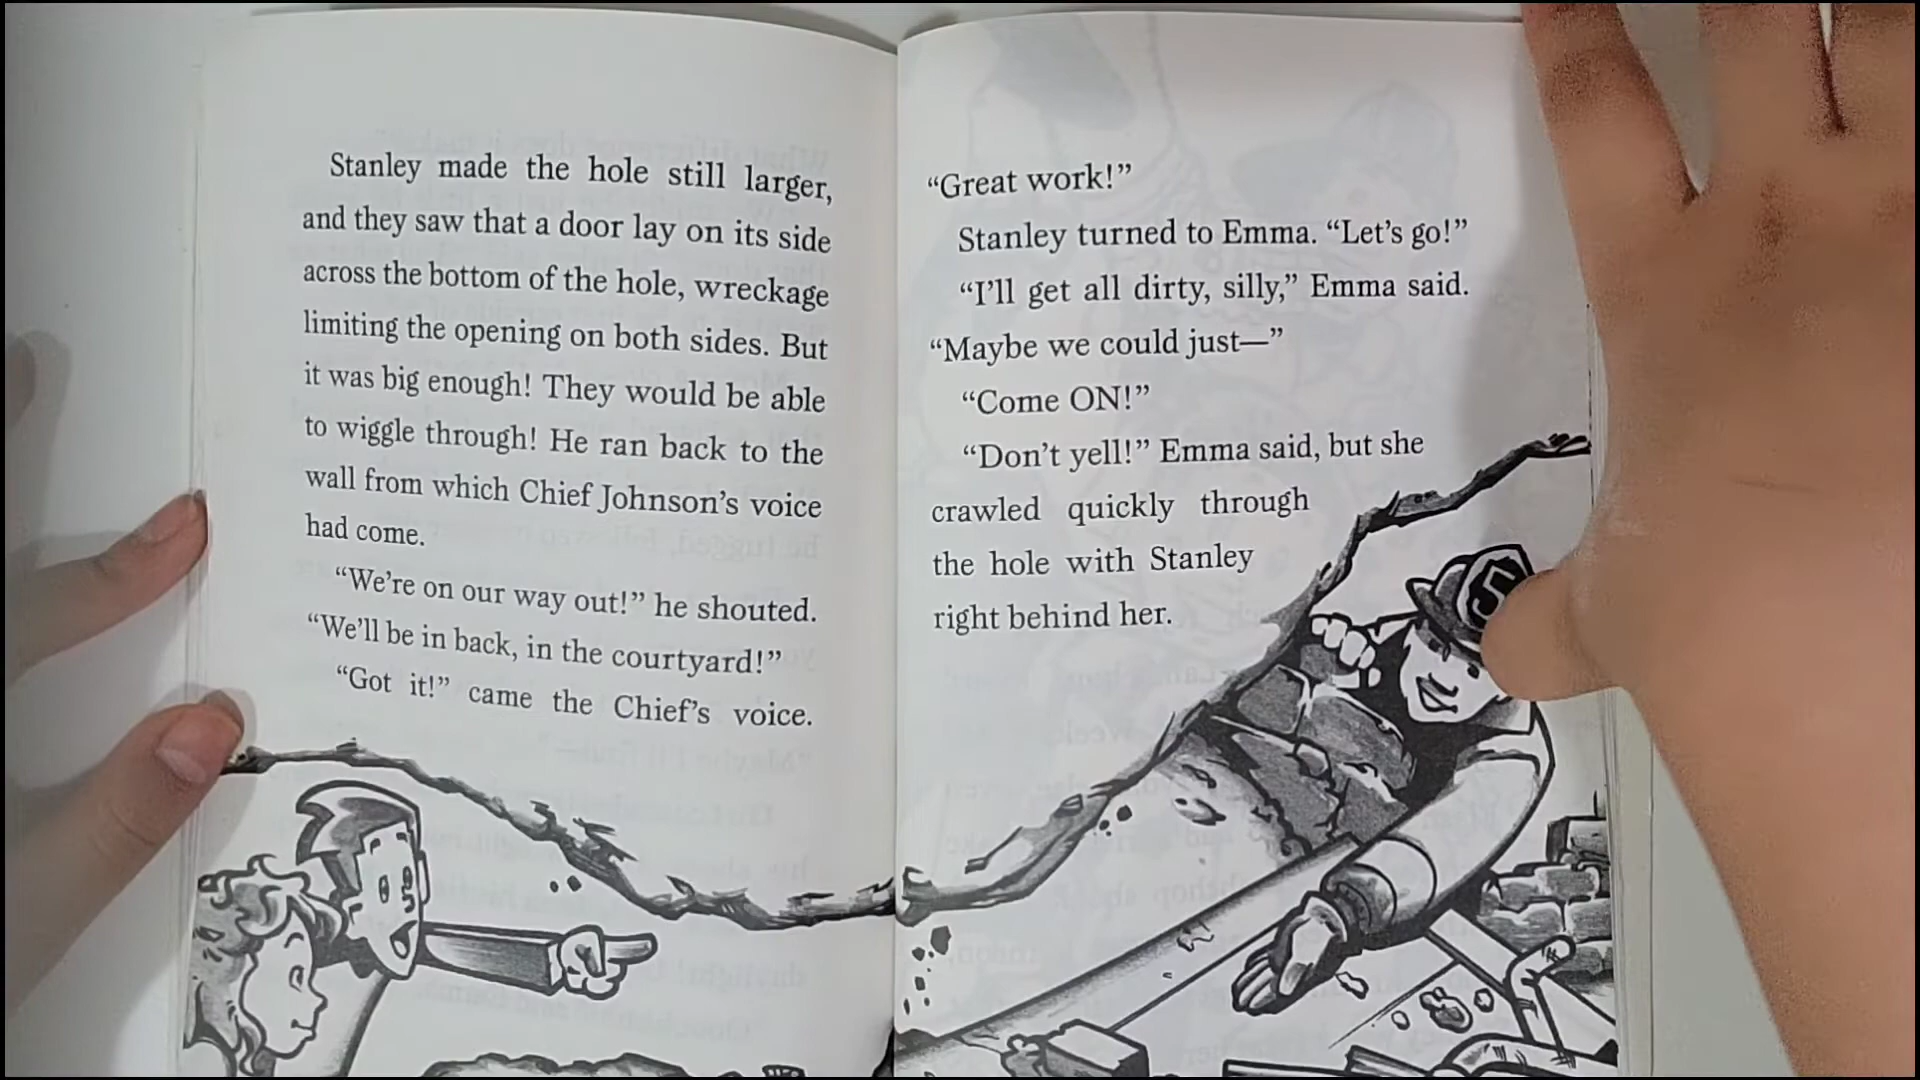 Stanley made the hole still larger,
and they saw that a door lay on its side
across the bottom of the hole, wreckage
limiting the opening on both sides. But
it was big enough! They would be able
to wiggle through! He ran back to the
wall from which Chief Johnson’s voice
had come.
“We’re on our way out!” he shouted.
“We’ll be in back, in the courtyard!”
“Got it!” came the Chief’s voice.
“Great work!”
Stanley turned to Emma. “Let’s go!”
“I’ll get all dirty, silly,” Emma said.
“Maybe we could just—”
“Come ON!”
“Don’t yell!” Emma said, but she
crawled quickly through
the hole with Stanley
right behind her.
5